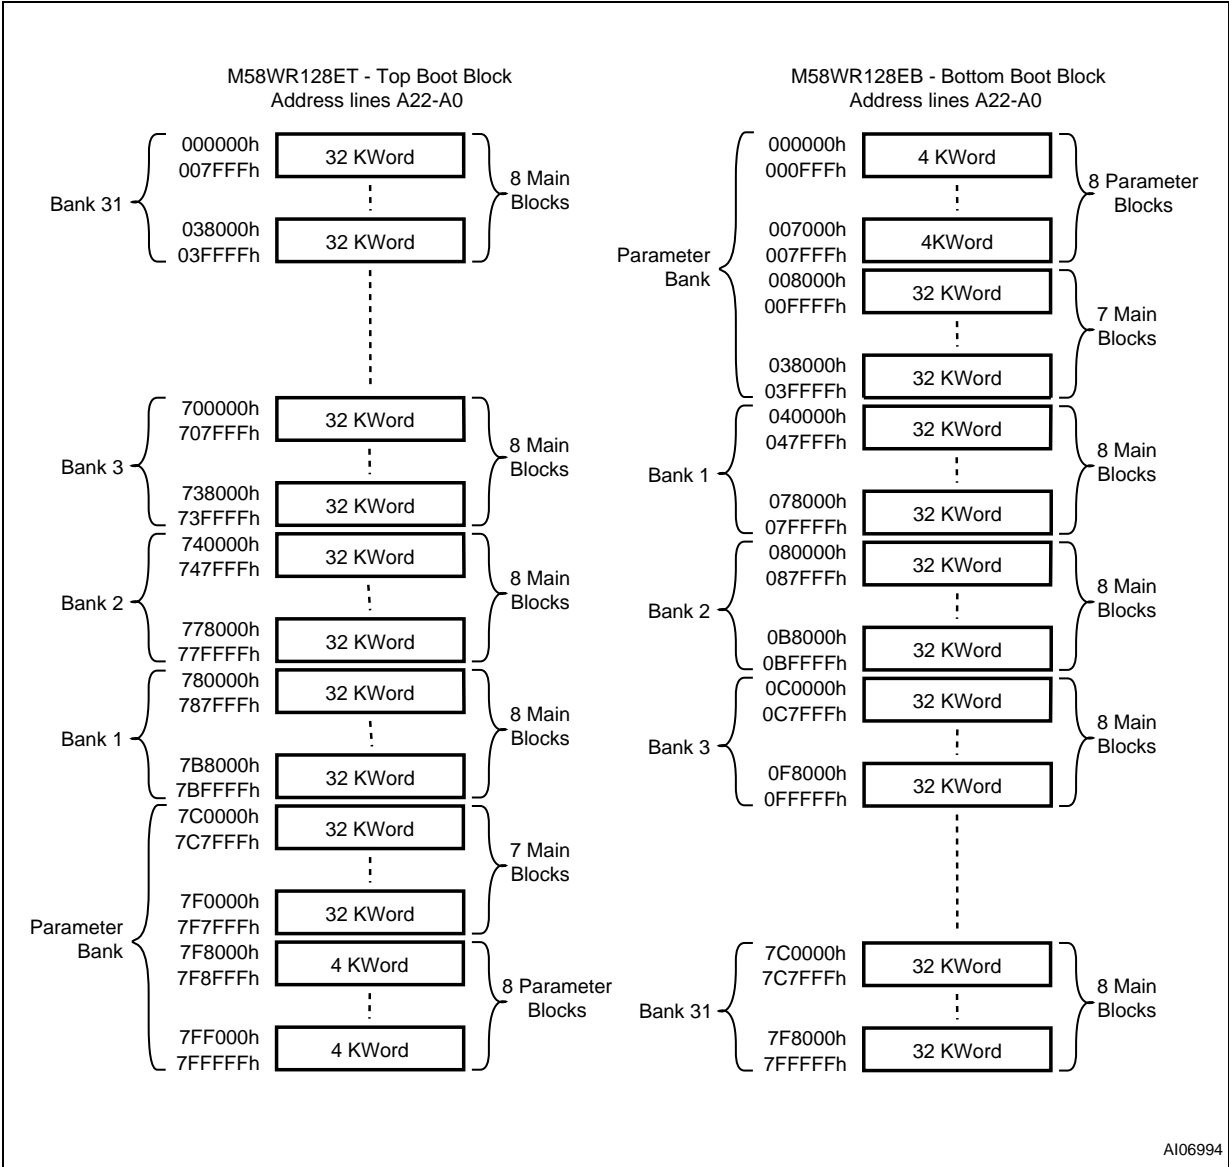 M58WR128ET - Top Boot Block
Address lines A22-A0
000000h
007FFFh
32 KWord
8 Main
Blocks
Bank 31
038000h
03FFFFh
32 KWord
700000h
707FFFh
32 KWord
8 Main
Blocks
Bank 3
738000h
73FFFFh
32 KWord
740000h
747FFFh
32 KWord
8 Main
Blocks
Bank 2
778000h
77FFFFh
32 KWord
780000h
787FFFh
32 KWord
8 Main
Blocks
Bank 1
7B8000h
7BFFFFh
32 KWord
7C0000h
7C7FFFh
32 KWord
7 Main
Blocks
7F0000h
7F7FFFh
32 KWord
Parameter
Bank
7F8000h
7F8FFFh
4 KWord
8 Parameter
Blocks
7FF000h
7FFFFFh
4 KWord
M58WR128EB - Bottom Boot Block
Address lines A22-A0
000000h
000FFFh
4 KWord
8 Parameter
Blocks
007000h
007FFFh
4KWord
Parameter
Bank
008000h
00FFFFh
32 KWord
7 Main
Blocks
038000h
03FFFFh
32 KWord
040000h
047FFFh
32 KWord
8 Main
Blocks
Bank 1
078000h
07FFFFh
32 KWord
080000h
087FFFh
32 KWord
8 Main
Blocks
Bank 2
0B8000h
0BFFFFh
32 KWord
0C0000h
0C7FFFh
32 KWord
8 Main
Blocks
Bank 3
0F8000h
0FFFFFh
32 KWord
7C0000h
7C7FFFh
32 KWord
8 Main
Blocks
Bank 31
7F8000h
7FFFFFh
32 KWord
AI06994